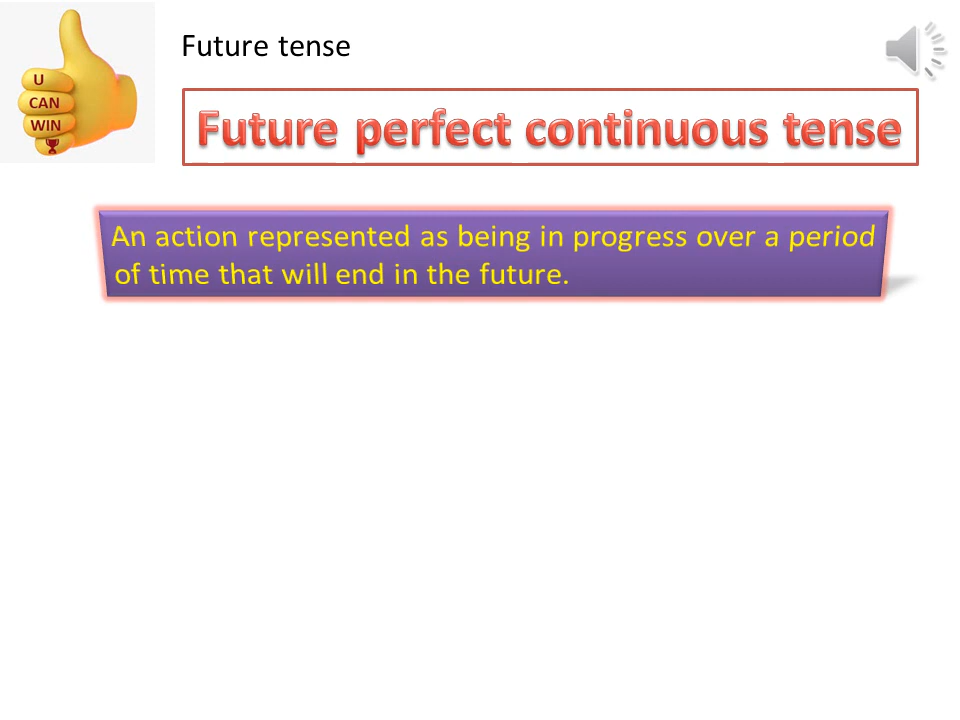 U
CAN
WIN
Future tense
Future perfect continuous tense
An action represented as being in progress over a period
of time that will end in the future.